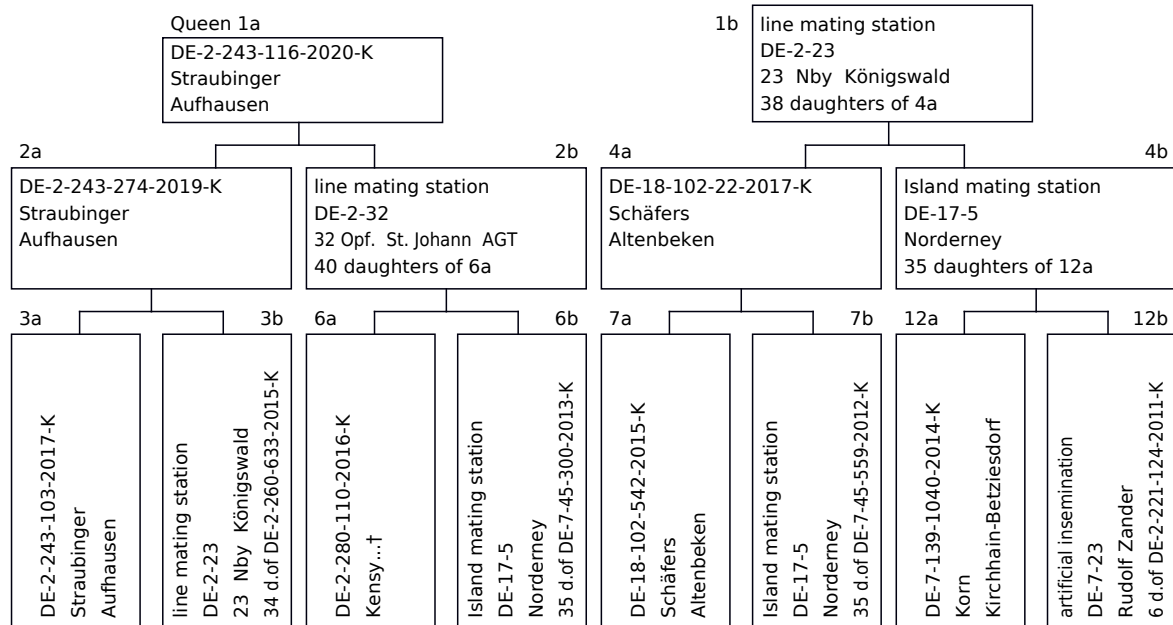 Queen 1a
DE-2-243-116-2020-K
Straubinger
Aufhausen
1b
line mating station
DE-2-23
23 Nby Königswald
38 daughters of 4a
2a
DE-2-243-274-2019-K
Straubinger
Aufhausen
2b
line mating station
DE-2-32
32 Opf. St. Johann AGT
40 daughters of 6a
4a
DE-18-102-22-2017-K
Schäfers
Altenbeken
4b
Island mating station
DE-17-5
Norderney
35 daughters of 12a
3a
DE-2-243-103-2017-K
Straubinger
Aufhausen
3b
line mating station
DE-2-23
23 Nby Königswald
34 d.of DE-2-260-633-2015-K
6a
DE-2-280-110-2016-K
Kensy...†
6b
Island mating station
DE-17-5
Norderney
35 d.of DE-7-45-300-2013-K
7a
DE-18-102-542-2015-K
Schäfers
Altenbeken
7b
Island mating station
DE-17-5
Norderney
35 d.of DE-7-45-559-2012-K
12a
DE-7-139-1040-2014-K
Korn
Kirchhain-Betziesdorf
12b
artificial insemination
DE-7-23
Rudolf Zander
6 d.of DE-2-221-124-2011-K